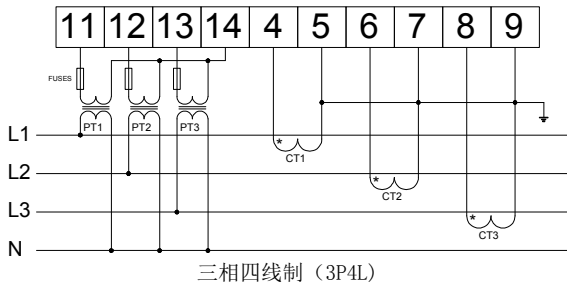 11 12 13 14 4 5 6 7 8 9
FUSES
PT1 PT2 PT3
L1
* CT1
L2
* CT2
L3
* CT3
N
三相四线制（3P4L）